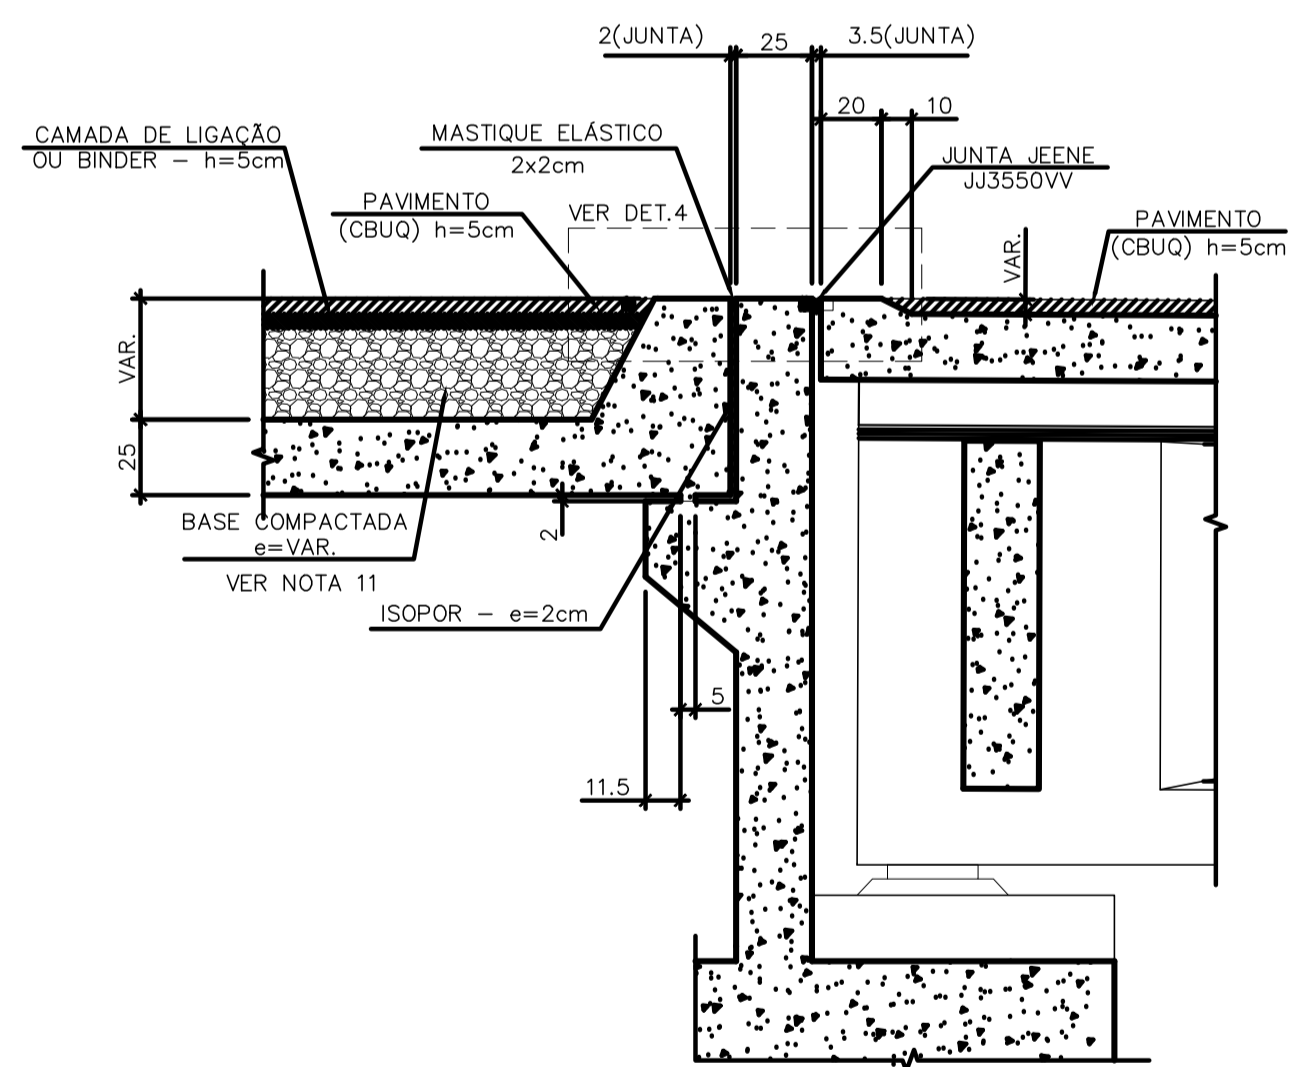 2(JUNTA)
25
3.5(JUNTA)
20
10
CAMADA DE LIGAÇÃO
OU BINDER – h=5cm
MASTIQUE ELÁSTICO
2x2cm
JUNTA JEENE
JJ3550VV
PAVIMENTO
(CBUQ) h=5cm
VER DET.4
VAR.
PAVIMENTO
(CBUQ) h=5cm
VAR.
25
BASE COMPACTADA
e=VAR.
VER NOTA 11
2
ISOPOR – e=2cm
5
11.5